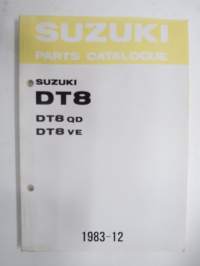 SUZUKI
PARTS CATALOGUE
SUZUKI
DT8
DT8 QD
DT8 VE
1983-12